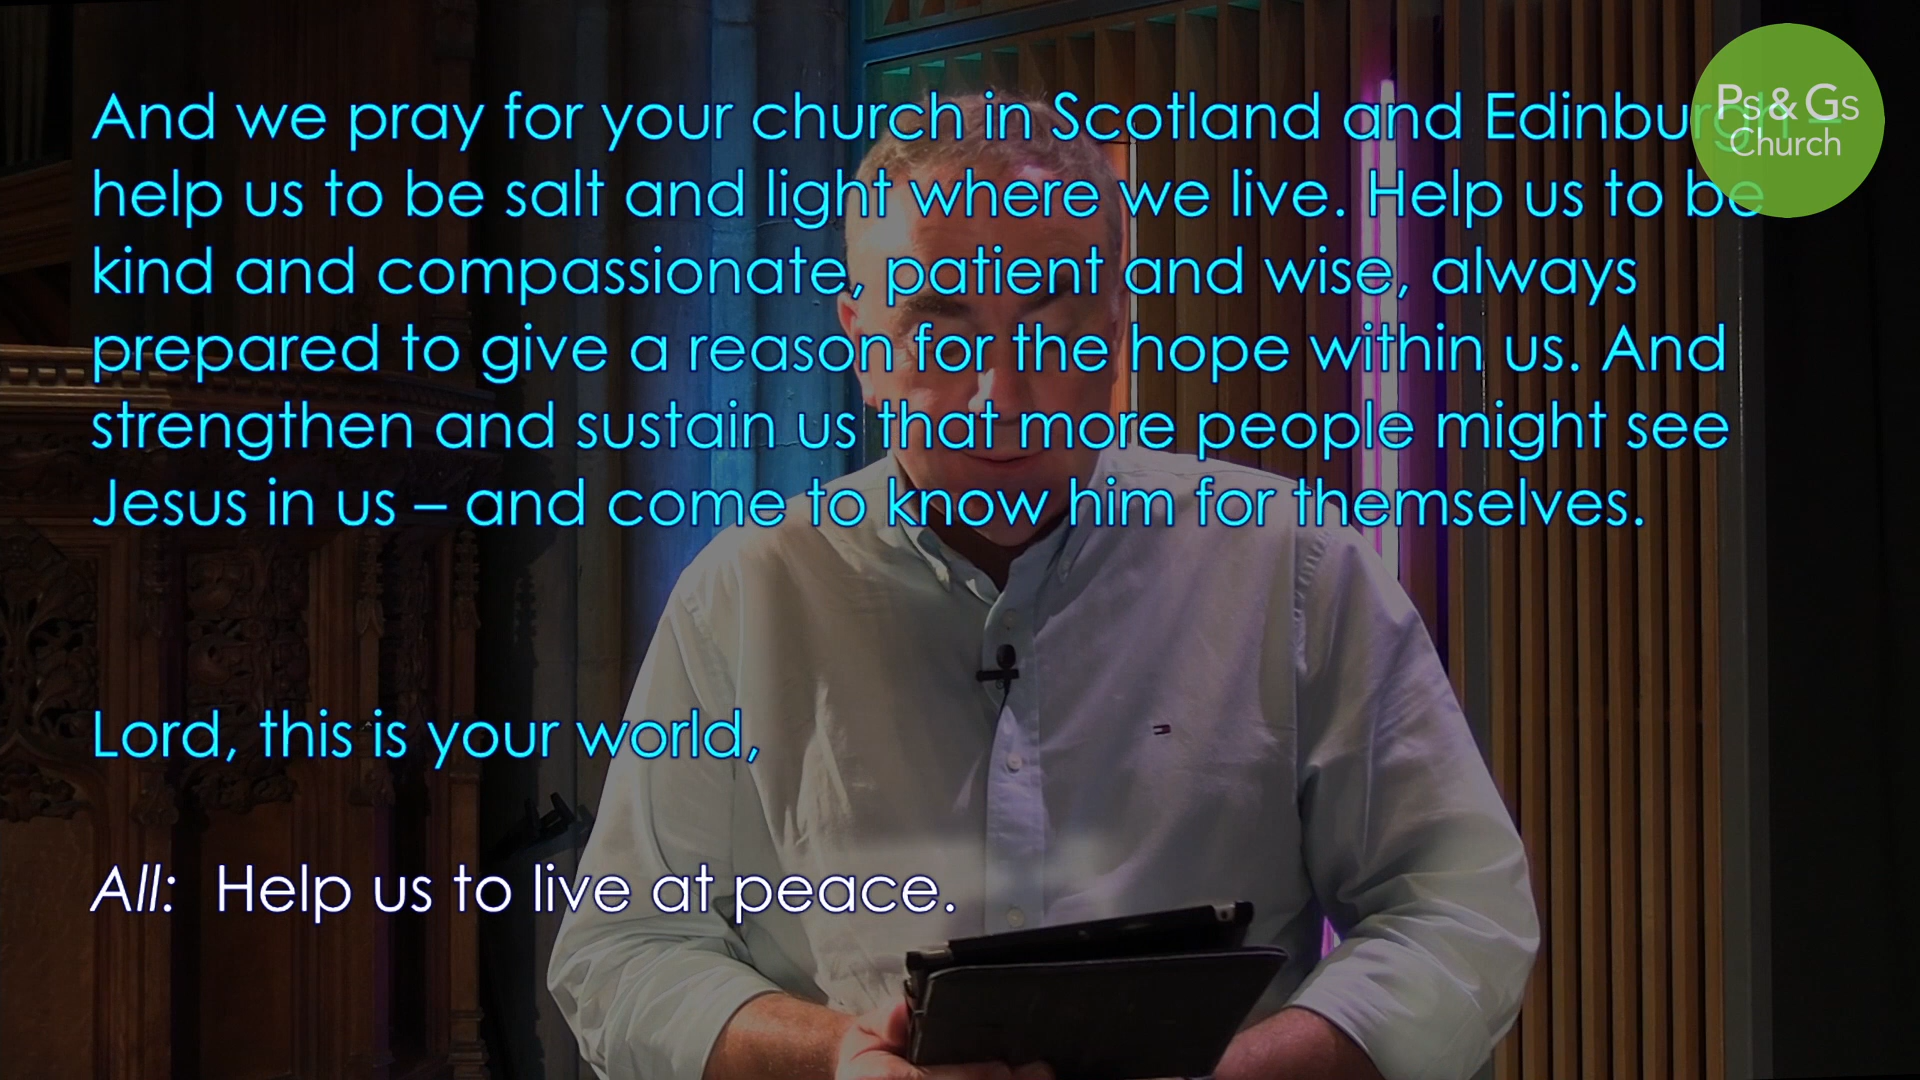 And we pray for your church in Scotland and Edinburgh –
help us to be salt and light where we live. Help us to be
kind and compassionate, patient and wise, always
prepared to give a reason for the hope within us. And
strengthen and sustain us that more people might see
Jesus in us – and come to know him for themselves.
Lord, this is your world,
All: Help us to live at peace.
Ps & Gs
Church